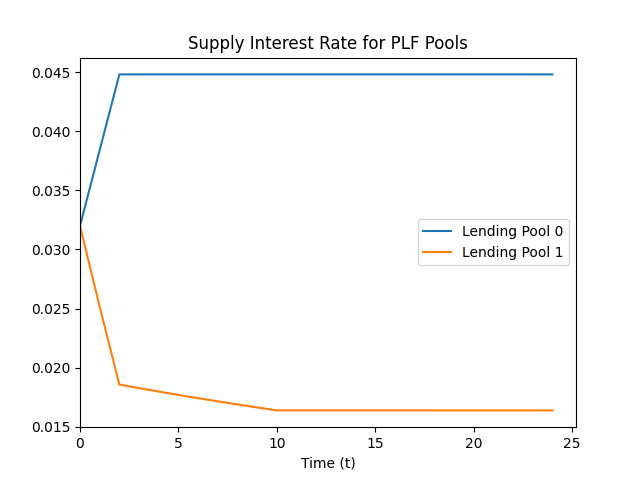 Supply Interest Rate for PLF Pools
0.045
0.040
0.035
0.030
0.025
0.020
0.015
Lending Pool 0
Lending Pool 1
0 5 10 15 20 25
Time (t)